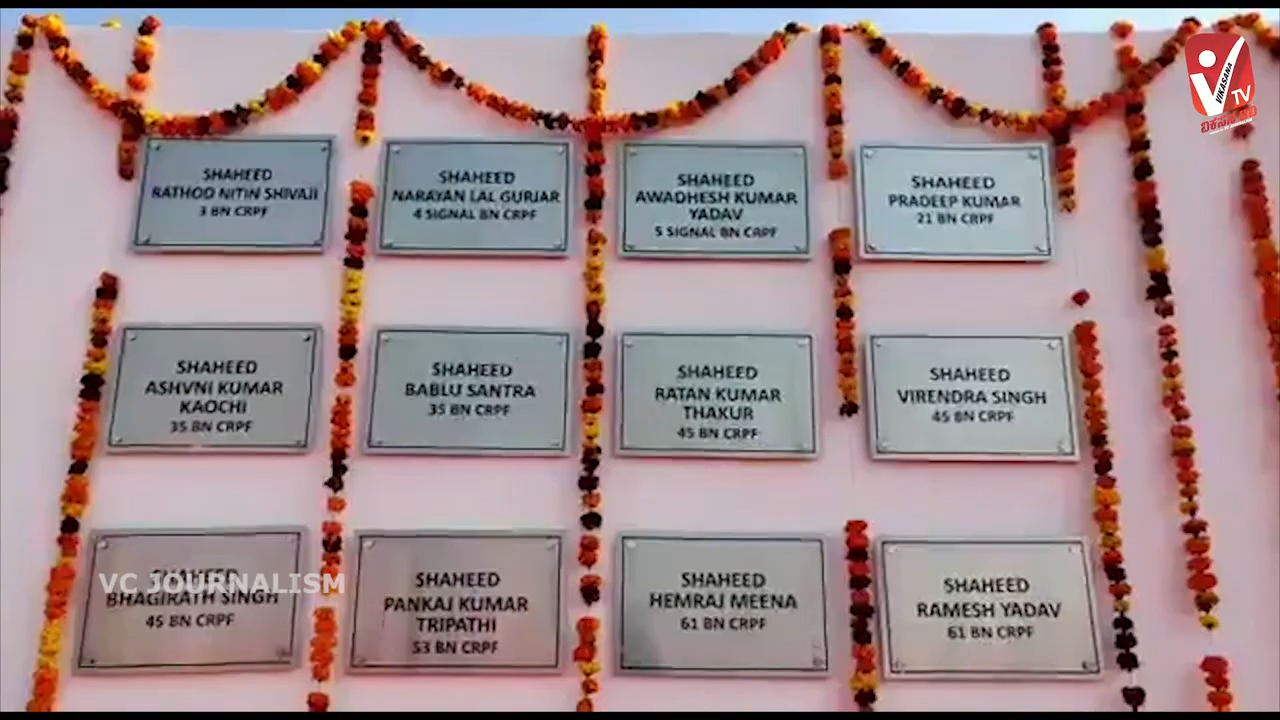 SHAHEED
RATHOD NITIN SHIVAJI
3 BN CRPF
SHAHEED
NARAYAN LAL GURJAR
4 SIGNAL BN CRPF
SHAHEED
AWADHESH KUMAR
YADAV
5 SIGNAL BN CRPF
SHAHEED
PRADEEP KUMAR
21 BN CRPF
VIKASANA
TV
SHAHEED
ASHVNI KUMAR
KAOCHI
35 BN CRPF
SHAHEED
BABLU SANTRA
35 BN CRPF
SHAHEED
RATAN KUMAR
THAKUR
45 BN CRPF
SHAHEED
VIRENDRA SINGH
45 BN CRPF
SHAHEED
BHAGIRATH SINGH
45 BN CRPF
VC JOURNALISM
SHAHEED
PANKAJ KUMAR
TRIPATHI
53 BN CRPF
SHAHEED
HEMRAJ MEENA
61 BN CRPF
SHAHEED
RAMESH YADAV
61 BN CRPF